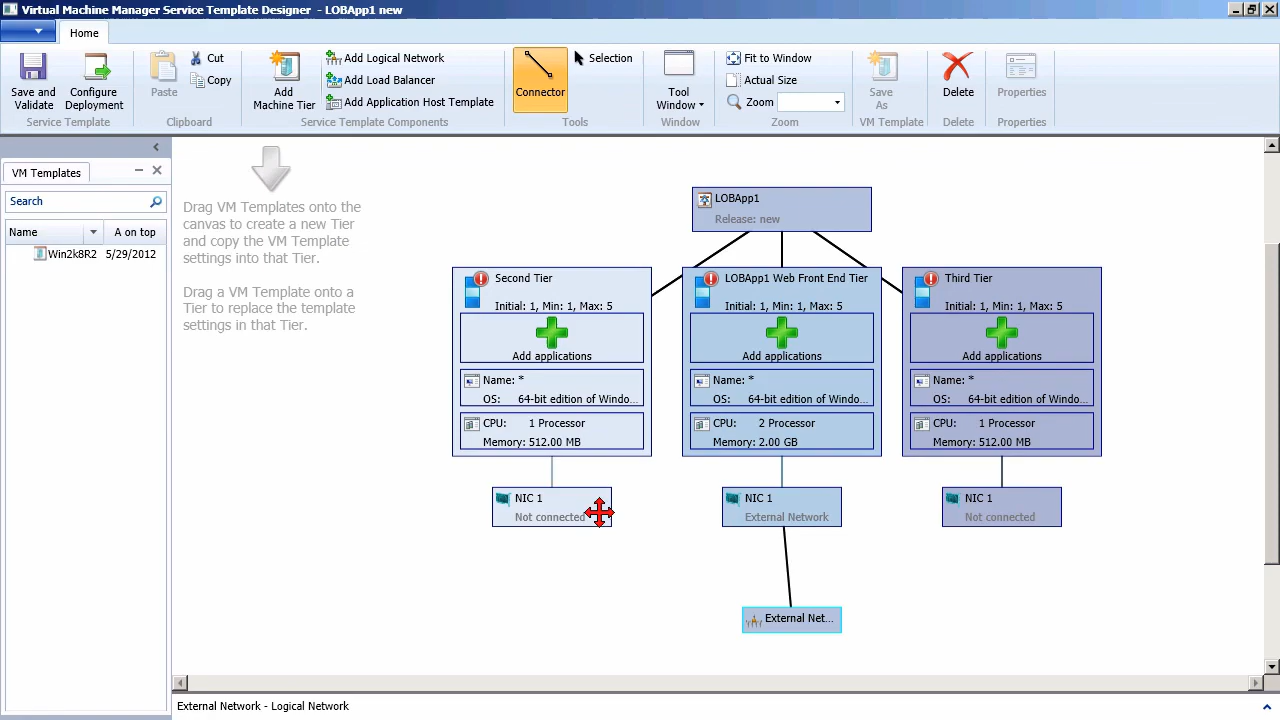 Virtual Machine Manager Service Template Designer - LOBApp1 new
Home
Save and Validate
Configure Deployment
Service Template
Paste
Cut
Copy
Clipboard
Add Machine Tier
Add Logical Network
Add Load Balancer
Add Application Host Template
Service Template Components
Connector
Selection
Tools
Tool Window
Window
Fit to Window
Actual Size
Zoom
Zoom
Save As
VM Template
Delete
Delete
Properties
Properties
VM Templates
Search
Name
A on top
Win2k8R2
5/29/2012
Drag VM Templates onto the
canvas to create a new Tier
and copy the VM Template
settings into that Tier.
Drag a VM Template onto a
Tier to replace the template
settings in that Tier.
LOBApp1
Release: new
Second Tier
Initial: 1, Min: 1, Max: 5
Add applications
Name: *
OS: 64-bit edition of Windo...
CPU: 1 Processor
Memory: 512.00 MB
NIC 1
Not connected
LOBApp1 Web Front End Tier
Initial: 1, Min: 1, Max: 5
Add applications
Name: *
OS: 64-bit edition of Windo...
CPU: 2 Processor
Memory: 2.00 GB
NIC 1
External Network
External Net...
Third Tier
Initial: 1, Min: 1, Max: 5
Add applications
Name: *
OS: 64-bit edition of Windo...
CPU: 1 Processor
Memory: 512.00 MB
NIC 1
Not connected
External Network - Logical Network